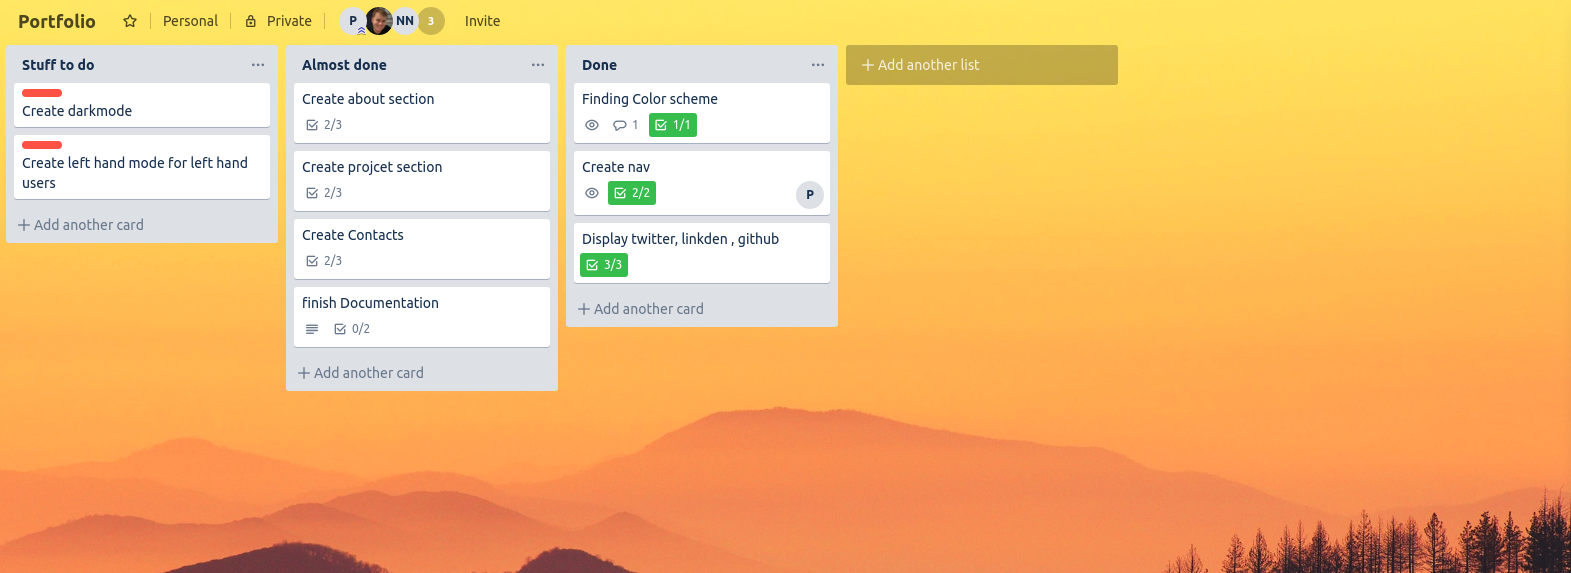 Portfolio
Personal
Private
P
NN
3
Invite
Stuff to do
Create darkmode
Create left hand mode for left hand
users
Add another card
Almost done
Create about section
2/3
Create projcet section
2/3
Create Contacts
2/3
finish Documentation
0/2
Add another card
Done
Finding Color scheme
1
1/1
Create nav
2/2
P
Display twitter, linkden , github
3/3
Add another card
Add another list